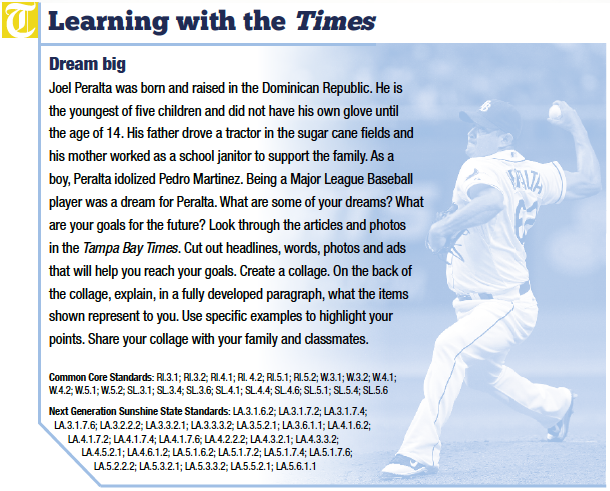 T
Learning with the Times
Dream big
Joel Peralta was born and raised in the Dominican Republic. He is
the youngest of five children and did not have his own glove until
the age of 14. His father drove a tractor in the sugar cane fields and
his mother worked as a school janitor to support the family. As a
boy, Peralta idolized Pedro Martinez. Being a Major League Baseball
player was a dream for Peralta. What are some of your dreams? What
are your goals for the future? Look through the articles and photos
in the Tampa Bay Times. Cut out headlines, words, photos and ads
that will help you reach your goals. Create a collage. On the back of
the collage, explain, in a fully developed paragraph, what the items
shown represent to you. Use specific examples to highlight your
points. Share your collage with your family and classmates.
Common Core Standards: RI.3.1; RI.3.2; RI.4.1; RI. 4.2; RI.5.1; RI.5.2; W.3.1; W.3.2; W.4.1;
W.4.2; W.5.1; W.5.2; SL.3.1; SL.3.4; SL.3.6; SL.4.1; SL.4.4; SL.4.6; SL.5.1; SL.5.4; SL.5.6
Next Generation Sunshine State Standards: LA.3.1.6.2; LA.3.1.7.2; LA.3.1.7.4;
LA.3.1.7.6; LA.3.2.2.2; LA.3.3.2.1; LA.3.3.3.2; LA.3.5.2.1; LA.3.6.1.1; LA.4.1.6.2;
LA.4.1.7.2; LA.4.1.7.4; LA.4.1.7.6; LA.4.2.2.2; LA.4.3.2.1; LA.4.3.3.2;
LA.4.5.2.1; LA.4.6.1.2; LA.5.1.6.2; LA.5.1.7.2; LA.5.1.7.4; LA.5.1.7.6;
LA.5.2.2.2; LA.5.3.2.1; LA.5.3.3.2; LA.5.5.2.1; LA.5.6.1.1